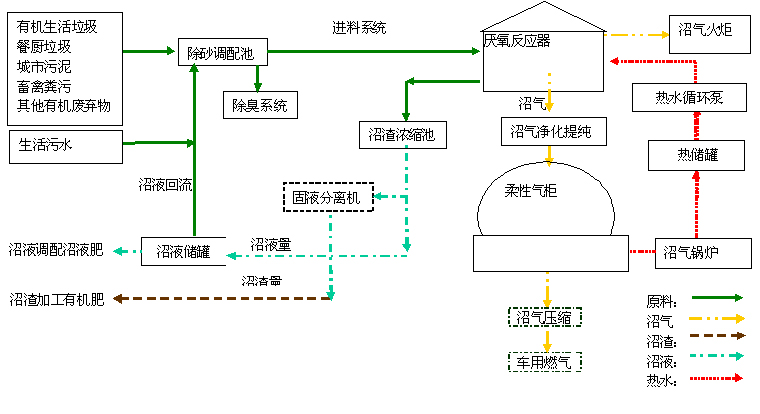 有机生活垃圾
餐厨垃圾
城市污泥
畜禽粪污
其他有机废弃物
生活污水
除砂调配池
除臭系统
进料系统
厌氧反应器
沼气火炬
沼气
沼渣浓缩池
沼气净化提纯
热水循环泵
热储罐
沼液回流
固液分离机
柔性气柜
沼液调配沼液肥
沼液储罐
沼液量
沼气锅炉
沼渣量
沼渣加工有机肥
沼气压缩
车用燃气
原料:
沼气
沼渣:
沼液:
热水: